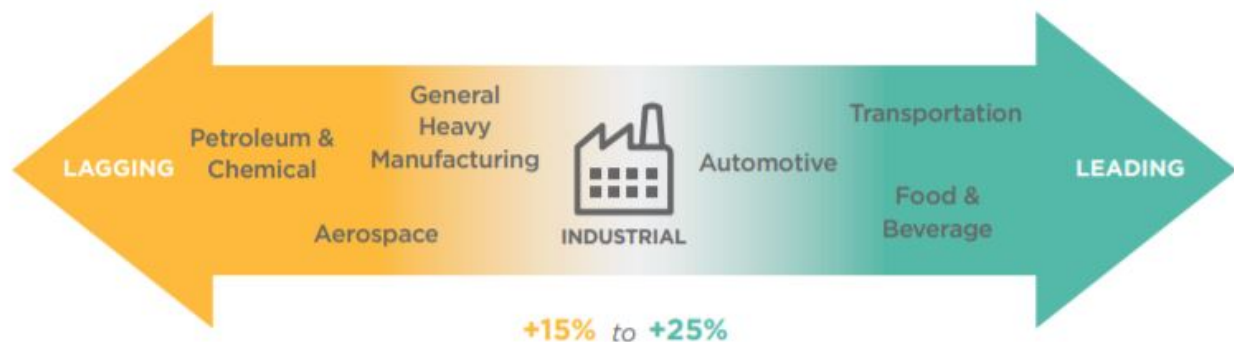 LAGGING
Petroleum &
Chemical
General
Heavy
Manufacturing
Aerospace
INDUSTRIAL
Automotive
Transportation
Food &
Beverage
LEADING
+15% to +25%